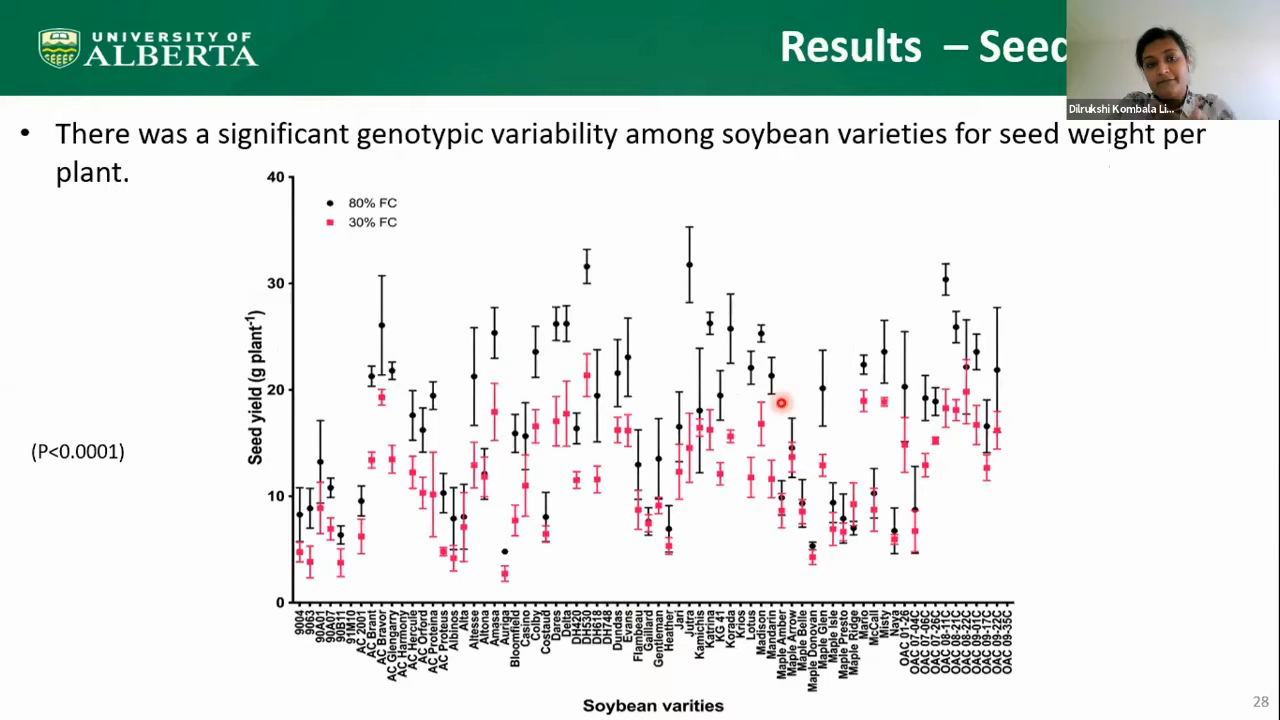 UNIVERSITY OF
ALBERTA
Results – Seed
Dilrukshi Kombala Li...
• There was a significant genotypic variability among soybean varieties for seed weight per
plant.
40
80% FC
30% FC
30
Seed yield (g plant-1)
20
(P<0.0001)
10
0
9004
9063
90A01
90A07
90B11
91M10
AC 2001
AC Brant
AC Bravor
AC Glengarry
AC Harmony
AC Hercule
AC Orford
AC Proteina
AC Proteus
Albinos
Alta
Altesse
Altona
Amasa
Auriga
Bloomfield
Casino
Coby
Costaud
Dares
Delta
DH420
DH530
DH618
DH748
Dundas
Evans
Flambeau
Gaillard
Gentleman
Heather
Jari
Jutra
Kamichis
Katrina
KG 41
Korada
Krios
Lotus
Madison
Mandarin
Maple Amber
Maple Arrow
Maple Belle
Maple Donovan
Maple Glen
Maple Isle
Maple Presto
Maple Ridge
Mario
McCall
Misty
Naya
OAC 01-26
OAC 07-04C
OAC 07-06C
OAC 07-26C
OAC 08-11C
OAC 08-21C
OAC 08-22C
OAC 09-01C
OAC 09-17C
OAC 09-22C
OAC 09-35C
Soybean varities
28